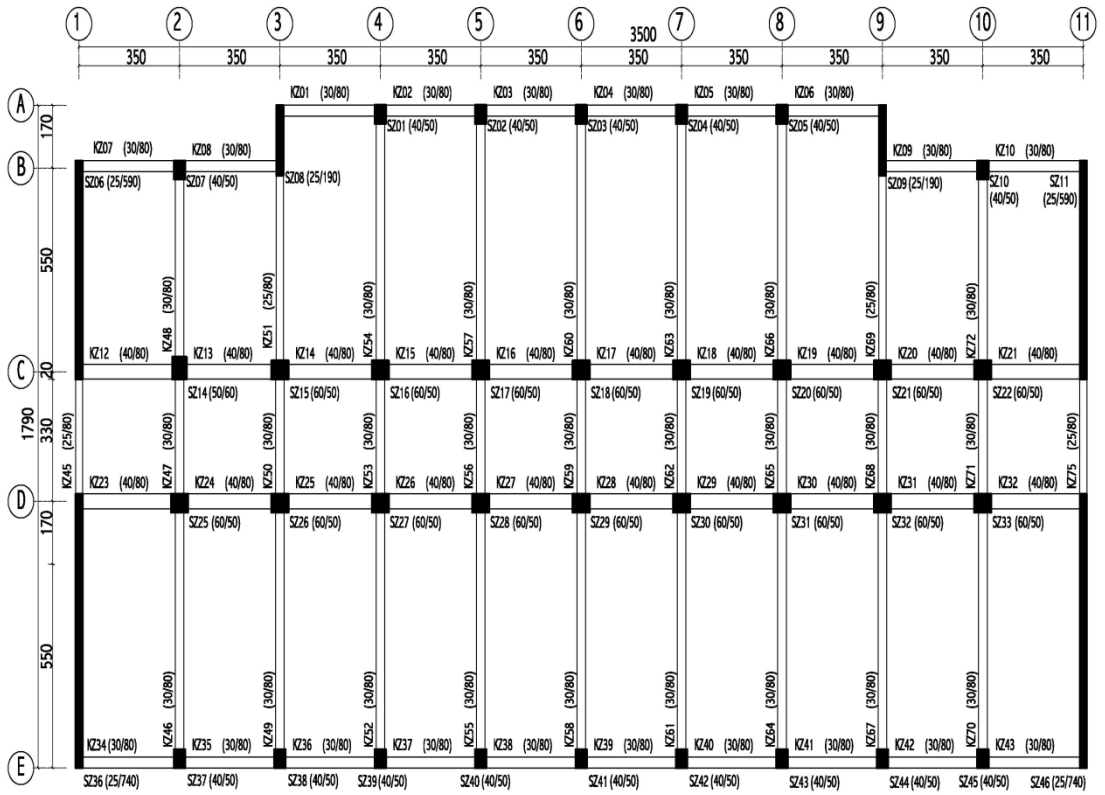 1 2 3 4 5 6 7 8 9 10 11
3500
350 350 350 350 350 350 350 350 350 350
A
KZ01 (30/80) KZ02 (30/80) KZ03 (30/80) KZ04 (30/80) KZ05 (30/80) KZ06 (30/80)
170
SZ01 (40/50) SZ02 (40/50) SZ03 (40/50) SZ04 (40/50) SZ05 (40/50)
KZ07 (30/80) KZ08 (30/80) KZ09 (30/80) KZ10 (30/80)
B
SZ06 (25/590) SZ07 (40/50) SZ08 (25/190) SZ09 (25/190) SZ10 (40/50) SZ11 (25/590)
550
KZ48 (30/80) KZ51 (25/80) KZ54 (30/80) KZ57 (30/80) KZ60 (30/80) KZ63 (30/80) KZ66 (30/80) KZ69 (25/80) KZ72 (30/80)
KZ12 (40/80) KZ13 (40/80) KZ14 (40/80) KZ15 (40/80) KZ16 (40/80) KZ17 (40/80) KZ18 (40/80) KZ19 (40/80) KZ20 (40/80) KZ21 (40/80)
C
20
SZ14 (50/60) SZ15 (60/50) SZ16 (60/50) SZ17 (60/50) SZ18 (60/50) SZ19 (60/50) SZ20 (60/50) SZ21 (60/50) SZ22 (60/50)
1790
330
KZ45 (25/80) KZ47 (30/80) KZ50 (30/80) KZ53 (30/80) KZ56 (30/80) KZ59 (30/80) KZ62 (30/80) KZ65 (30/80) KZ68 (30/80) KZ71 (30/80) KZ75 (25/80)
KZ23 (40/80) KZ24 (40/80) KZ25 (40/80) KZ26 (40/80) KZ27 (40/80) KZ28 (40/80) KZ29 (40/80) KZ30 (40/80) KZ31 (40/80) KZ32 (40/80)
D
170
SZ25 (60/50) SZ26 (60/50) SZ27 (60/50) SZ28 (60/50) SZ29 (60/50) SZ30 (60/50) SZ31 (60/50) SZ32 (60/50) SZ33 (60/50)
550
KZ46 (30/80) KZ49 (30/80) KZ52 (30/80) KZ55 (30/80) KZ58 (30/80) KZ61 (30/80) KZ64 (30/80) KZ67 (30/80) KZ70 (30/80)
KZ34 (30/80) KZ35 (30/80) KZ36 (30/80) KZ37 (30/80) KZ38 (30/80) KZ39 (30/80) KZ40 (30/80) KZ41 (30/80) KZ42 (30/80) KZ43 (30/80)
E
SZ36 (25/740) SZ37 (40/50) SZ38 (40/50) SZ39 (40/50) SZ40 (40/50) SZ41 (40/50) SZ42 (40/50) SZ43 (40/50) SZ44 (40/50) SZ45 (40/50) SZ46 (25/740)